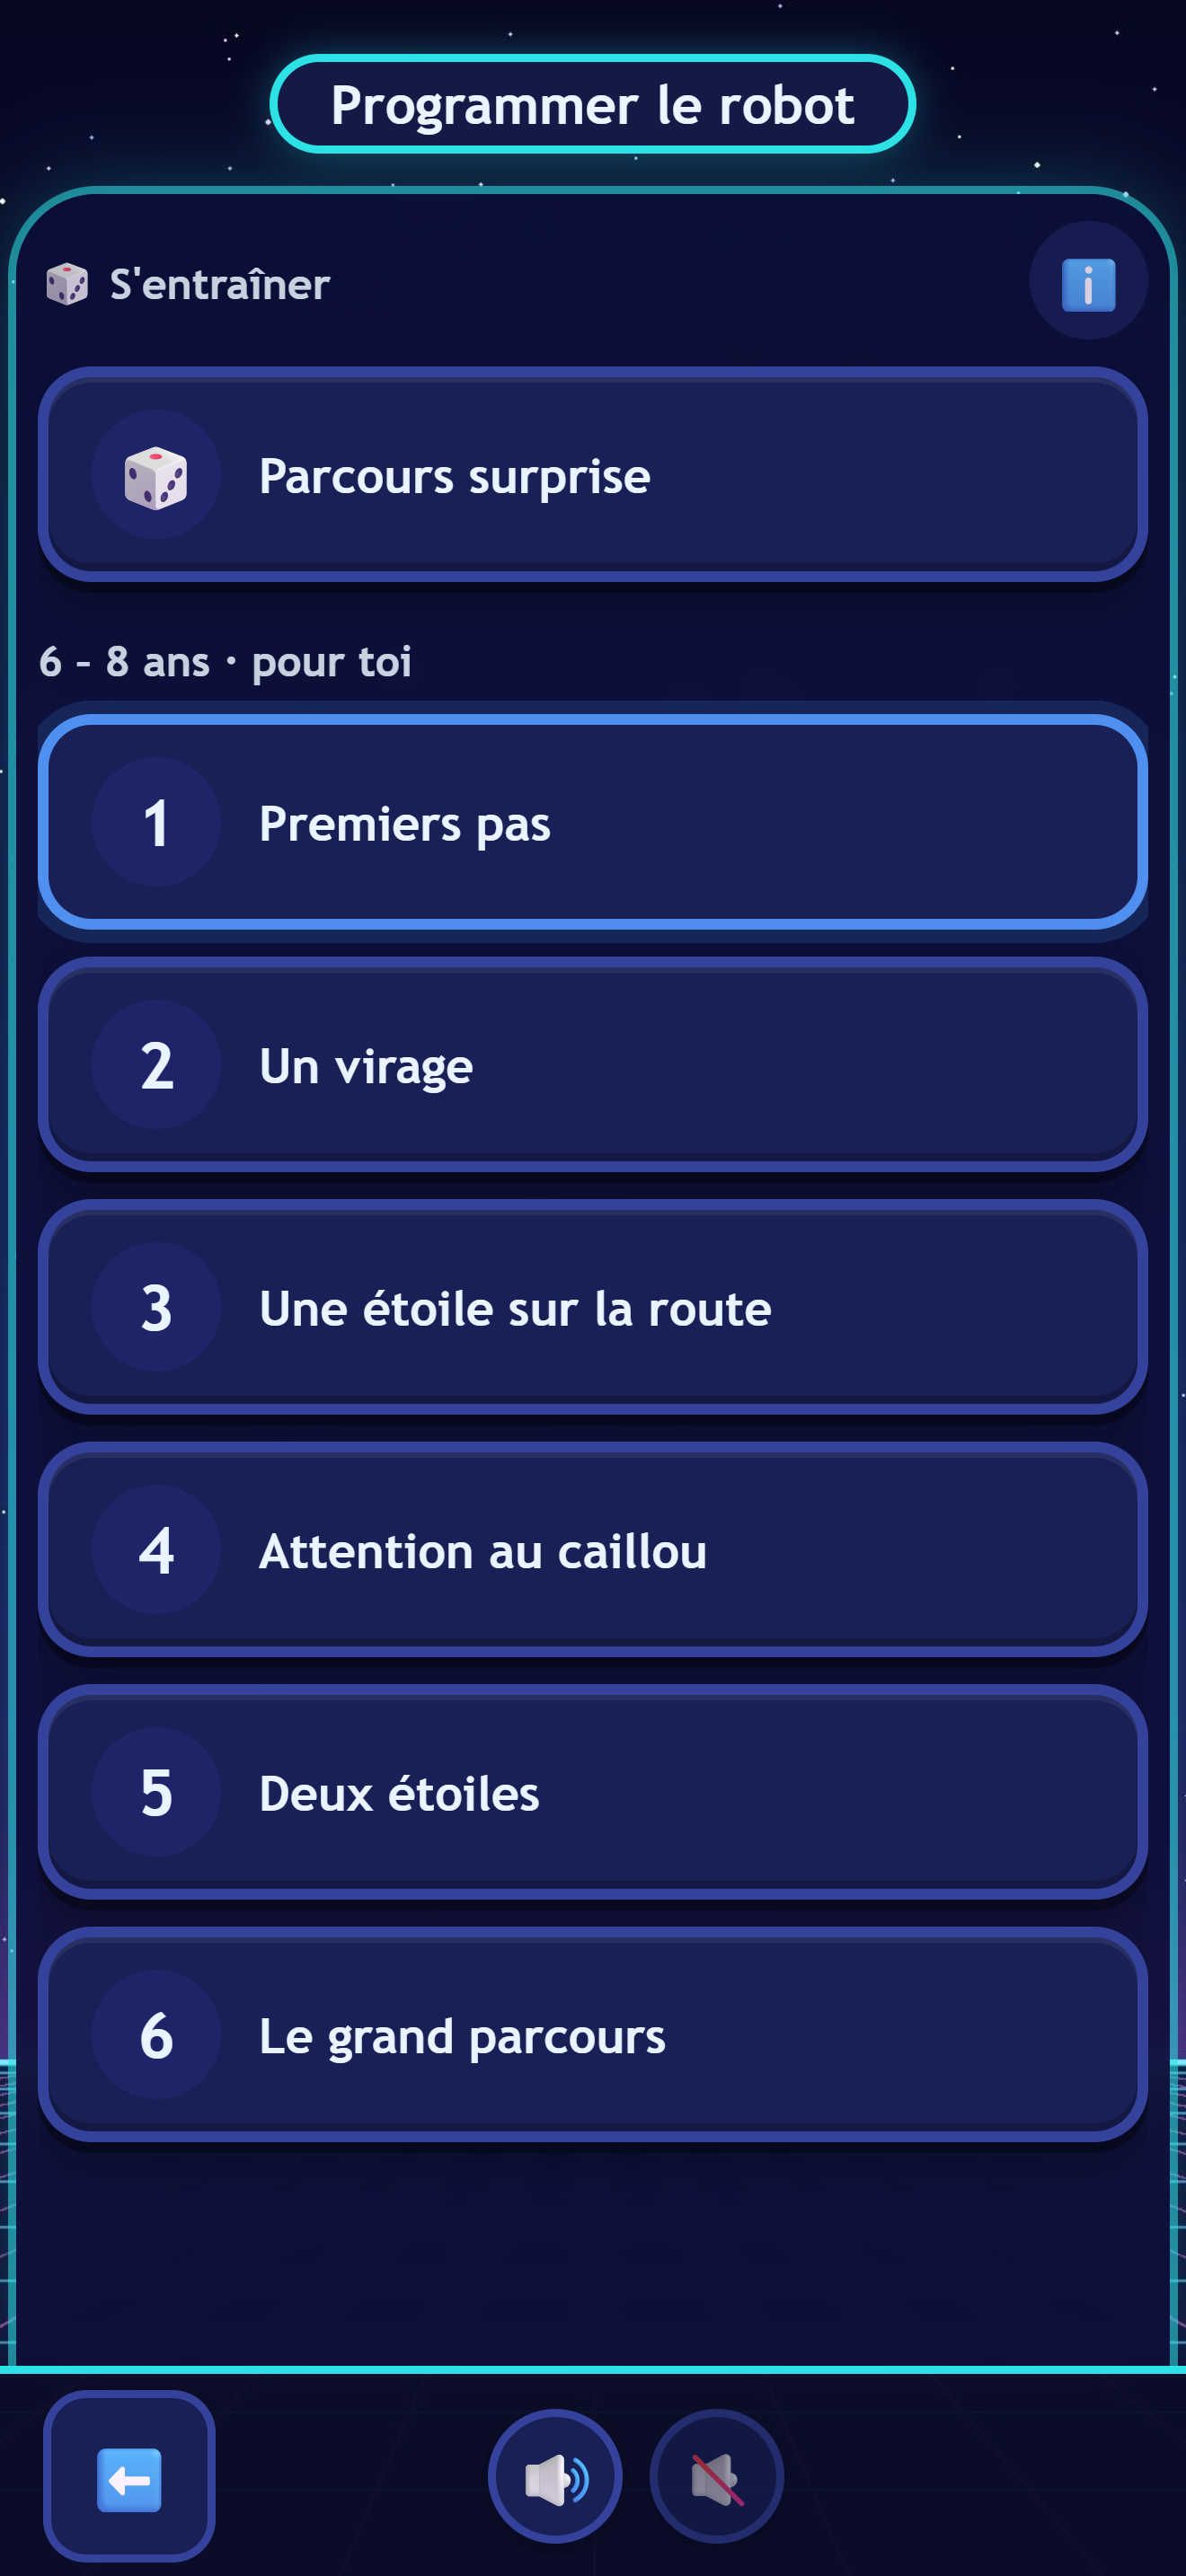 Programmer le robot
S'entraîner
Parcours surprise
6 - 8 ans · pour toi
1 Premiers pas
2 Un virage
3 Une étoile sur la route
4 Attention au caillou
5 Deux étoiles
6 Le grand parcours